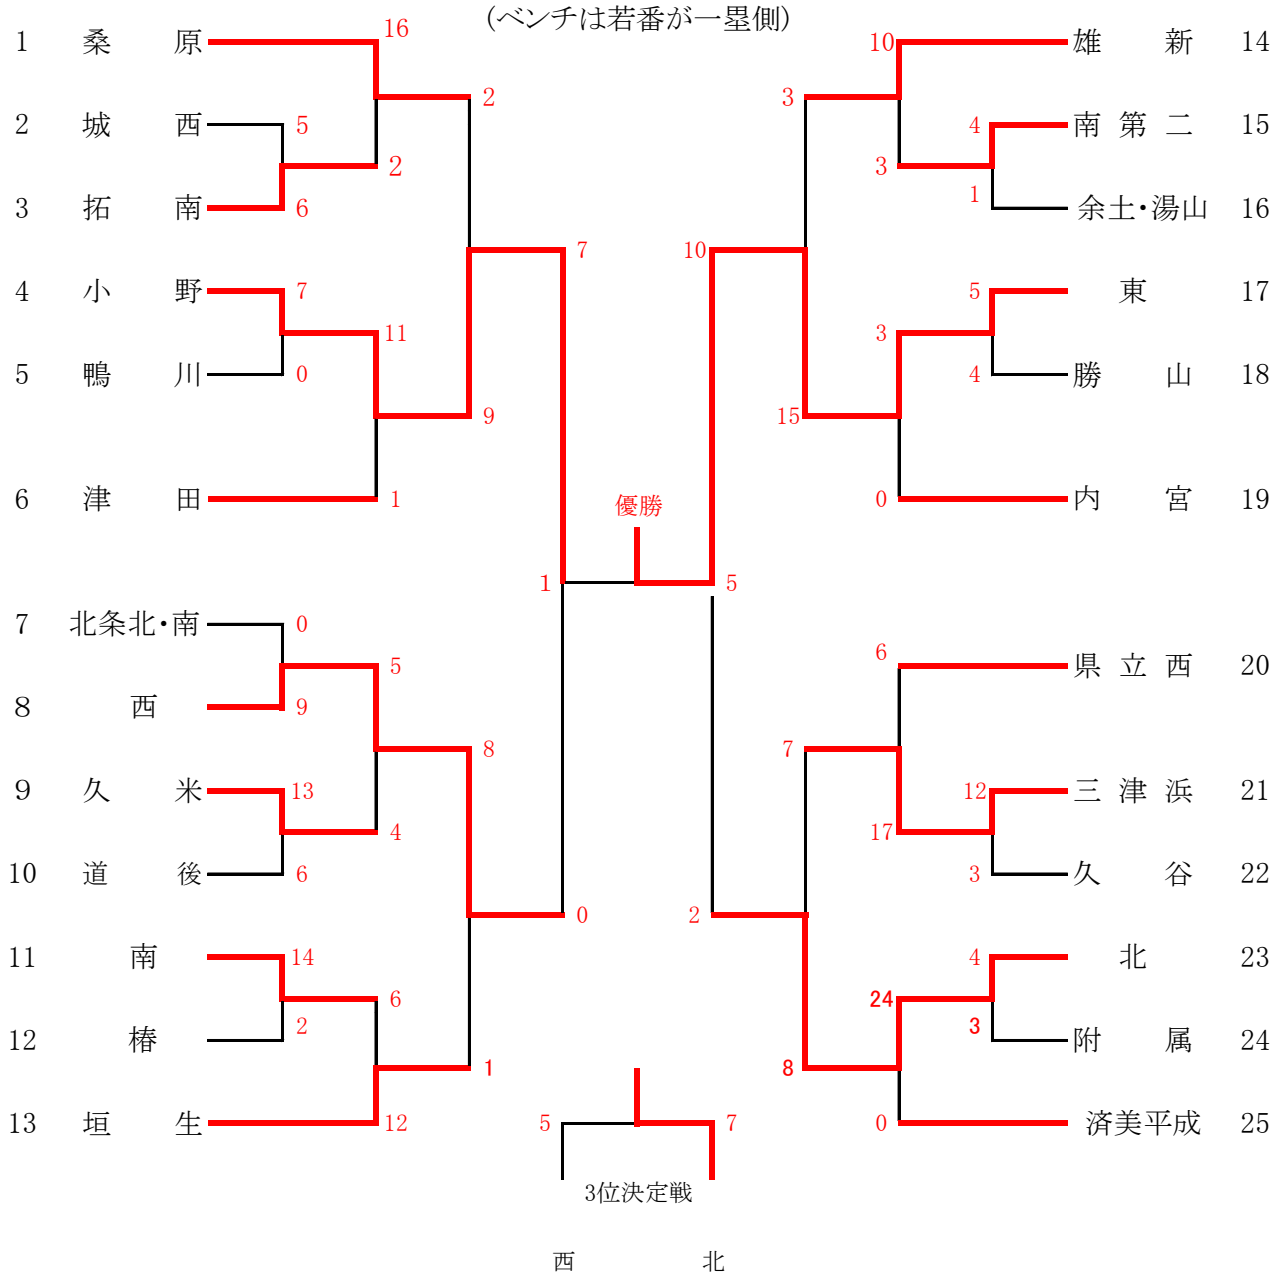 (ベンチは若番が一塁側)
1 桑原 16
2 城西 5
2
3 拓南 6
2
4 小野 7
11
5 鴨川 0
9
6 津田 1
7
7 北条北・南 0
5
8 西 9
8
9 久米 13
4
10 道後 6
0
11 南 14
6
12 椿 2
1
13 垣生 12
1
優勝
5
10 雄新 14
3
4 南第二 15
3
1 余土・湯山 16
10
5 東 17
3
4 勝山 18
15
0 内宮 19
6 県立西 20
7
12 三津浜 21
17
3 久谷 22
2
4 北 23
24
3 附属 24
8
0 済美平成 25
5 7
3位決定戦
西 北